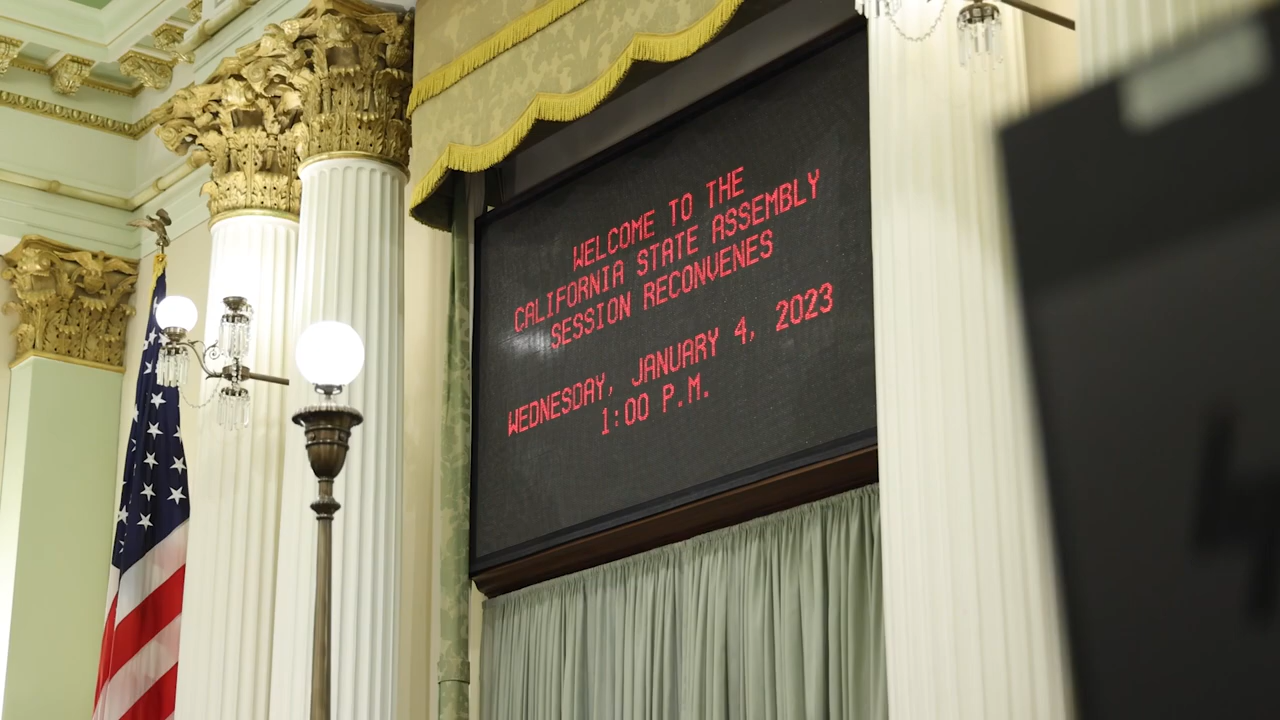 WELCOME TO THE
CALIFORNIA STATE ASSEMBLY
SESSION RECONVENES
WEDNESDAY, JANUARY 4, 2023
1:00 P.M.